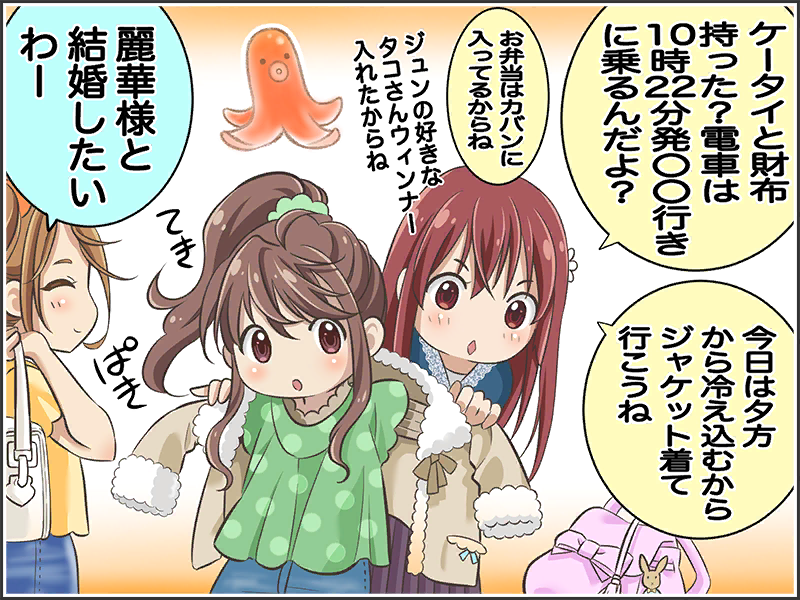 ケータイと財布
持った？電車は
10時22分発〇〇行き
に乗るんだよ？
今日は夕方
から冷え込むから
ジャケット着て
行こうね
お弁当はカバンに
入ってるからね
ジュンの好きな
タコさんウィンナー
入れたからね
てき
ぱき
麗華様と
結婚したい
わー